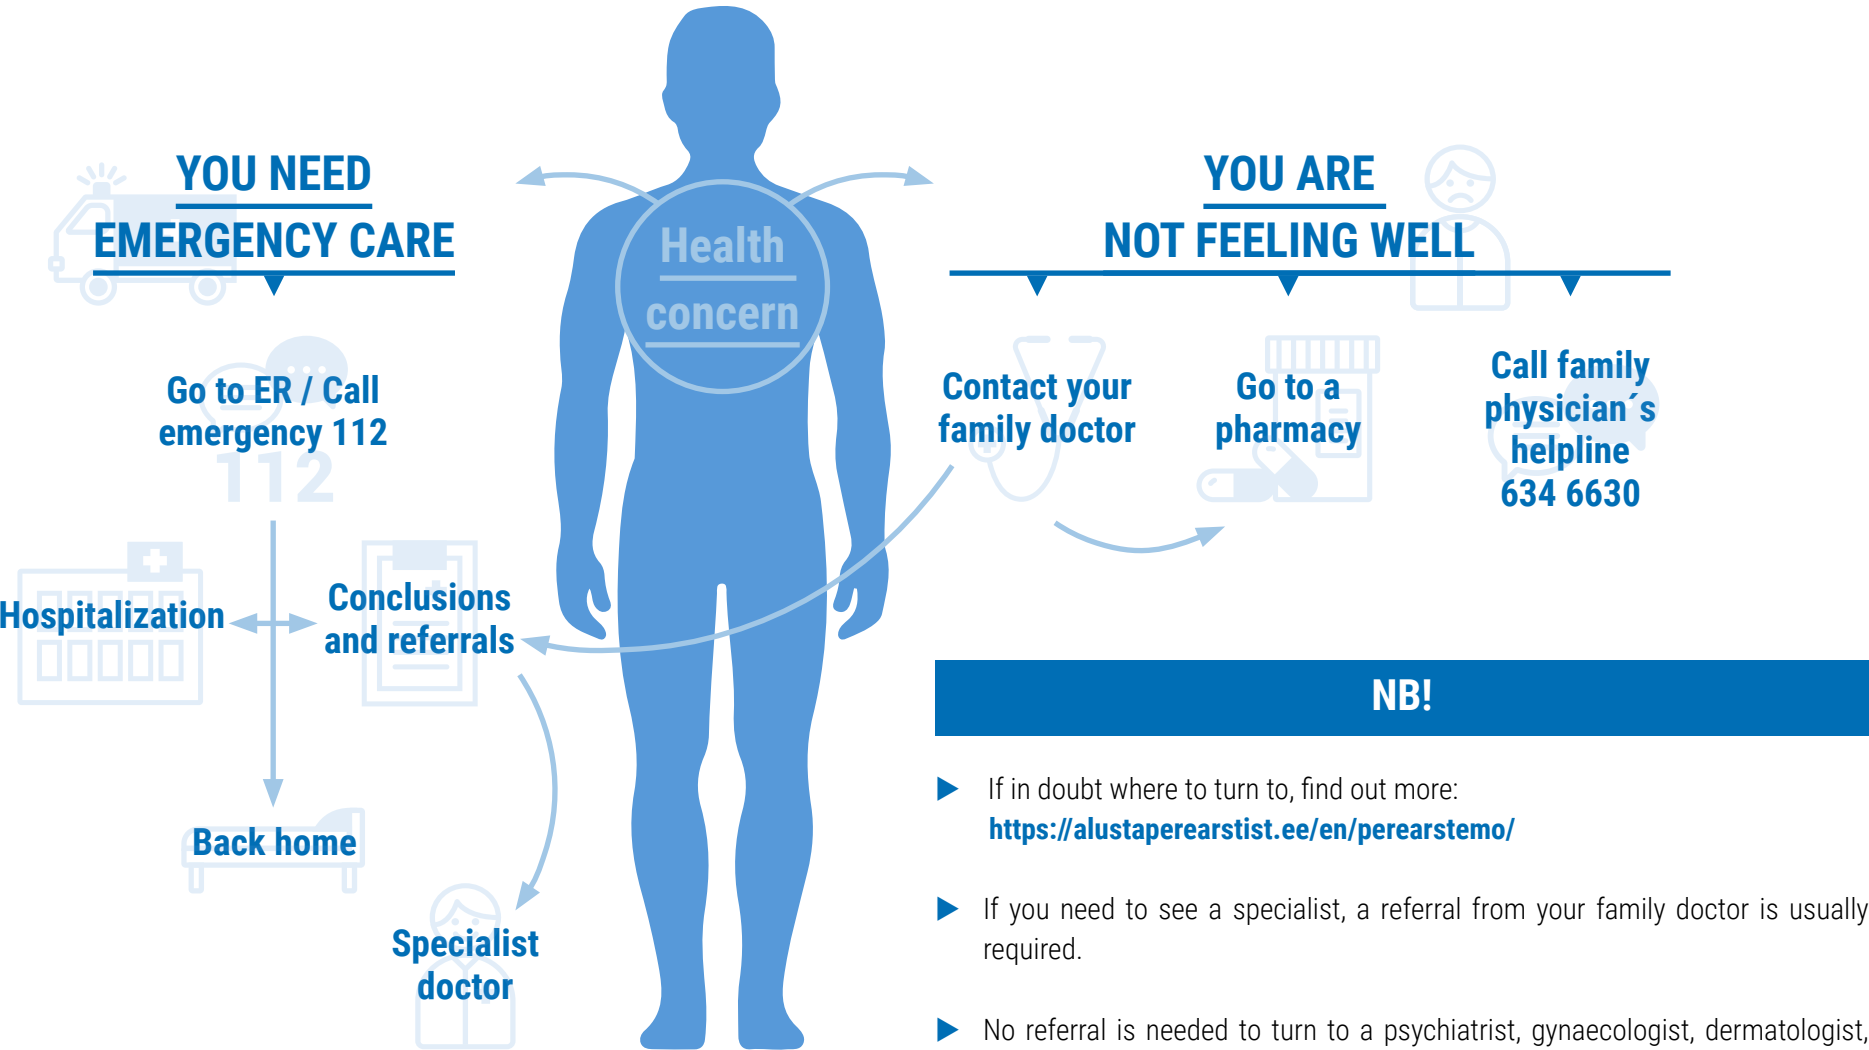 YOU NEED
EMERGENCY CARE
Go to ER / Call
emergency 112
112
Hospitalization
Conclusions
and referrals
Back home
Specialist
doctor
Health
concern
YOU ARE
NOT FEELING WELL
Contact your
family doctor
Go to a
pharmacy
Call family
physician´s
helpline
634 6630
NB!
If in doubt where to turn to, find out more:
https://alustaperearstist.ee/en/perearstemo/
If you need to see a specialist, a referral from your family doctor is usually
required.
No referral is needed to turn to a psychiatrist, gynaecologist, dermatologist,